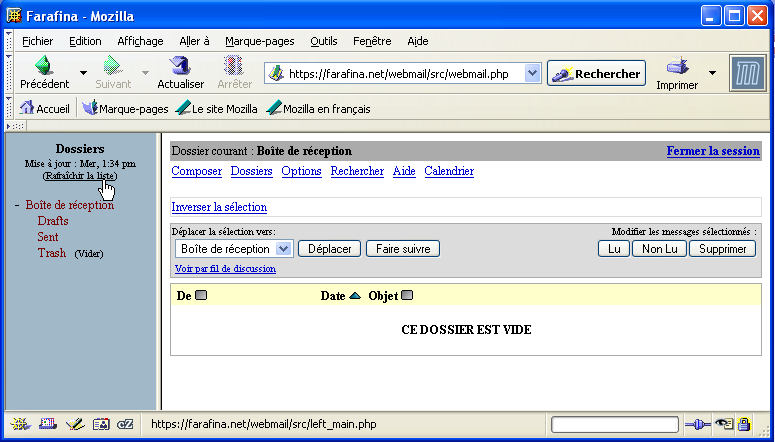 Farafina - Mozilla
Fichier Edition Affichage Aller à Marque-pages Outils Fenêtre Aide
Précédent Suivant Actualiser Arrêter https://farafina.net/webmail/src/webmail.php Rechercher Imprimer
Accueil Marque-pages Le site Mozilla Mozilla en français
Dossiers
Mise à jour : Mer, 1:34 pm
(Rafraîchir la liste)
- Boîte de réception
Drafts
Sent
Trash (Vider)
Dossier courant : Boîte de réception Fermer la session
Composer Dossiers Options Rechercher Aide Calendrier
Inverser la sélection
Déplacer la sélection vers: Modifier les messages sélectionnés :
Boîte de réception Déplacer Faire suivre Lu Non Lu Supprimer
Voir par fil de discussion
De Date Objet
CE DOSSIER EST VIDE
https://farafina.net/webmail/src/left_main.php